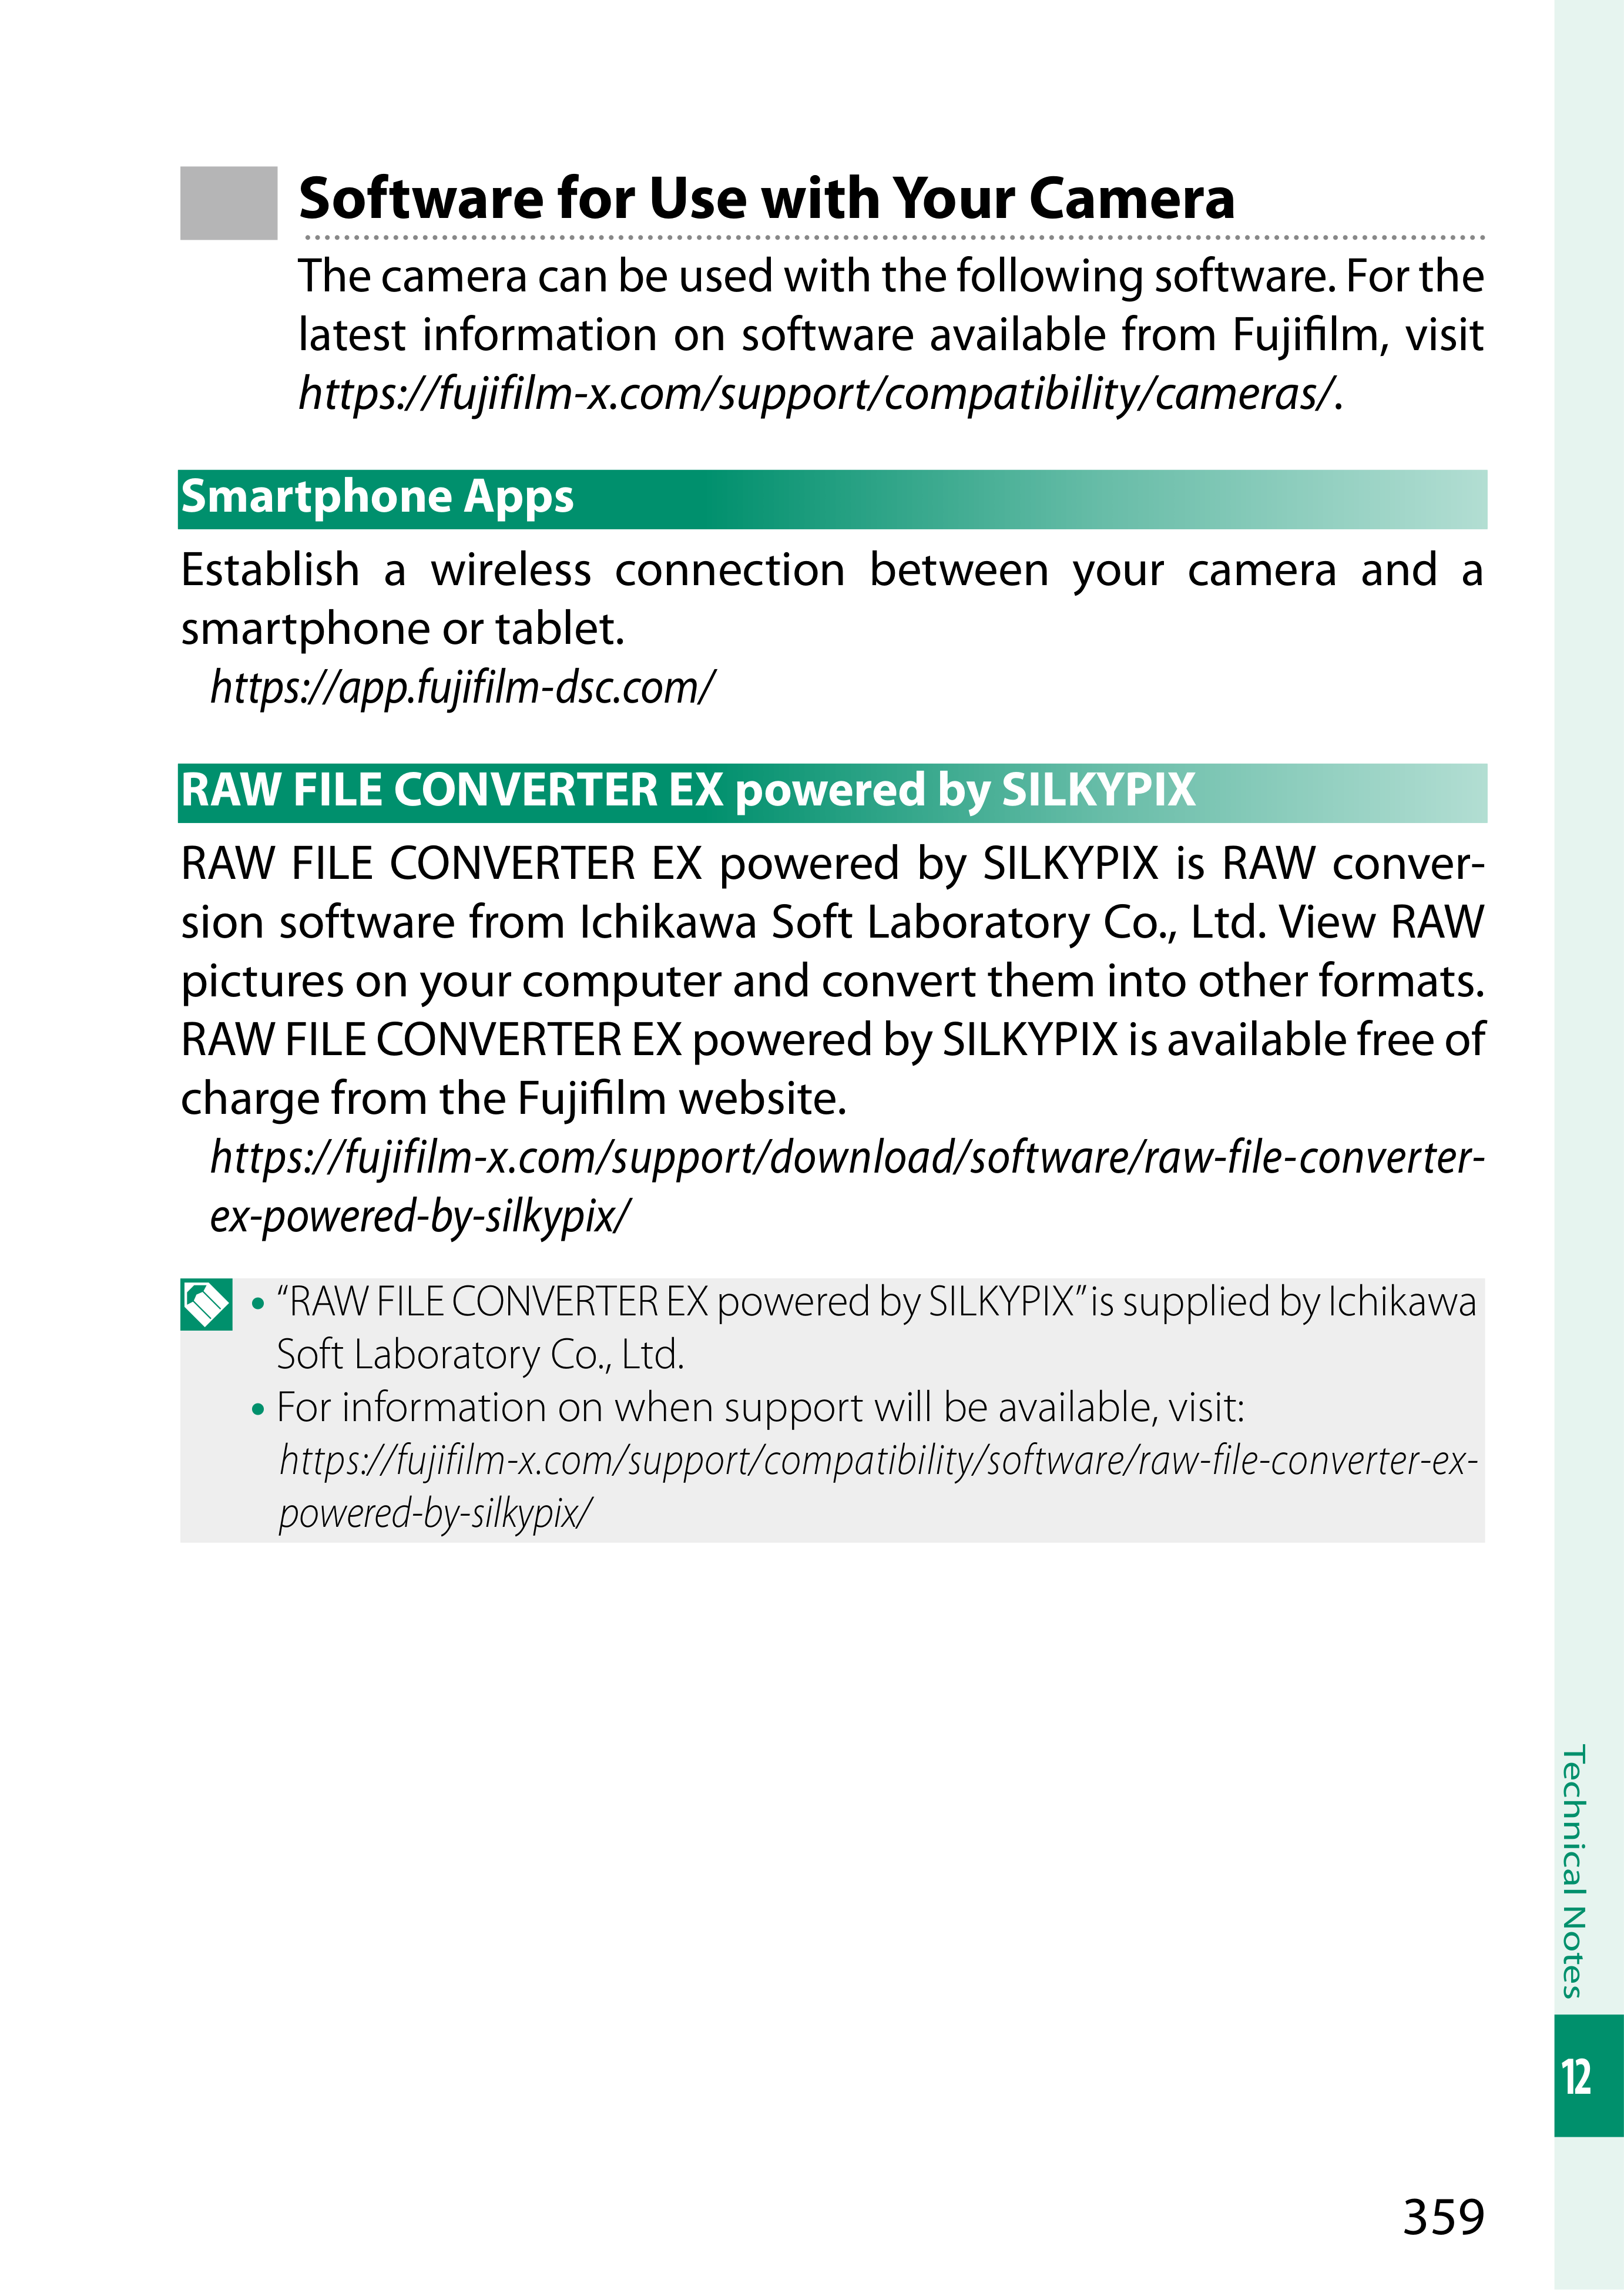 Software for Use with Your Camera
The camera can be used with the following software. For the
latest information on software available from Fujifilm, visit
https://fujifilm-x.com/support/compatibility/cameras/.
Smartphone Apps
Establish a wireless connection between your camera and a
smartphone or tablet.
https://app.fujifilm-dsc.com/
RAW FILE CONVERTER EX powered by SILKYPIX
RAW FILE CONVERTER EX powered by SILKYPIX is RAW conver-
sion software from Ichikawa Soft Laboratory Co., Ltd. View RAW
pictures on your computer and convert them into other formats.
RAW FILE CONVERTER EX powered by SILKYPIX is available free of
charge from the Fujifilm website.
https://fujifilm-x.com/support/download/software/raw-file-converter-
ex-powered-by-silkypix/
• “RAW FILE CONVERTER EX powered by SILKYPIX” is supplied by Ichikawa
Soft Laboratory Co., Ltd.
• For information on when support will be available, visit:
https://fujifilm-x.com/support/compatibility/software/raw-file-converter-ex-
powered-by-silkypix/
Technical Notes
12
359